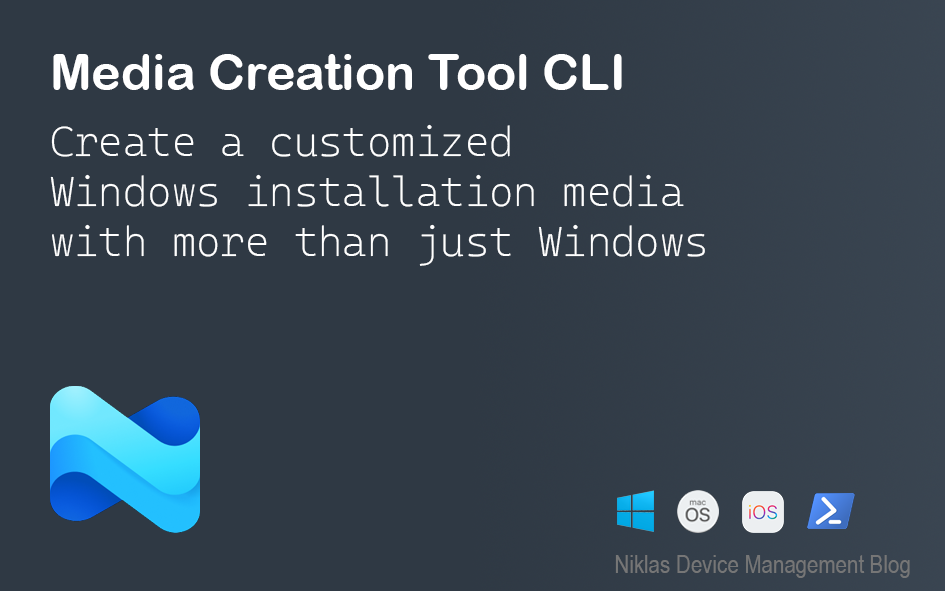 Media Creation Tool CLI
Create a customized
Windows installation media
with more than just Windows
mac
OS
iOS
Niklas Device Management Blog